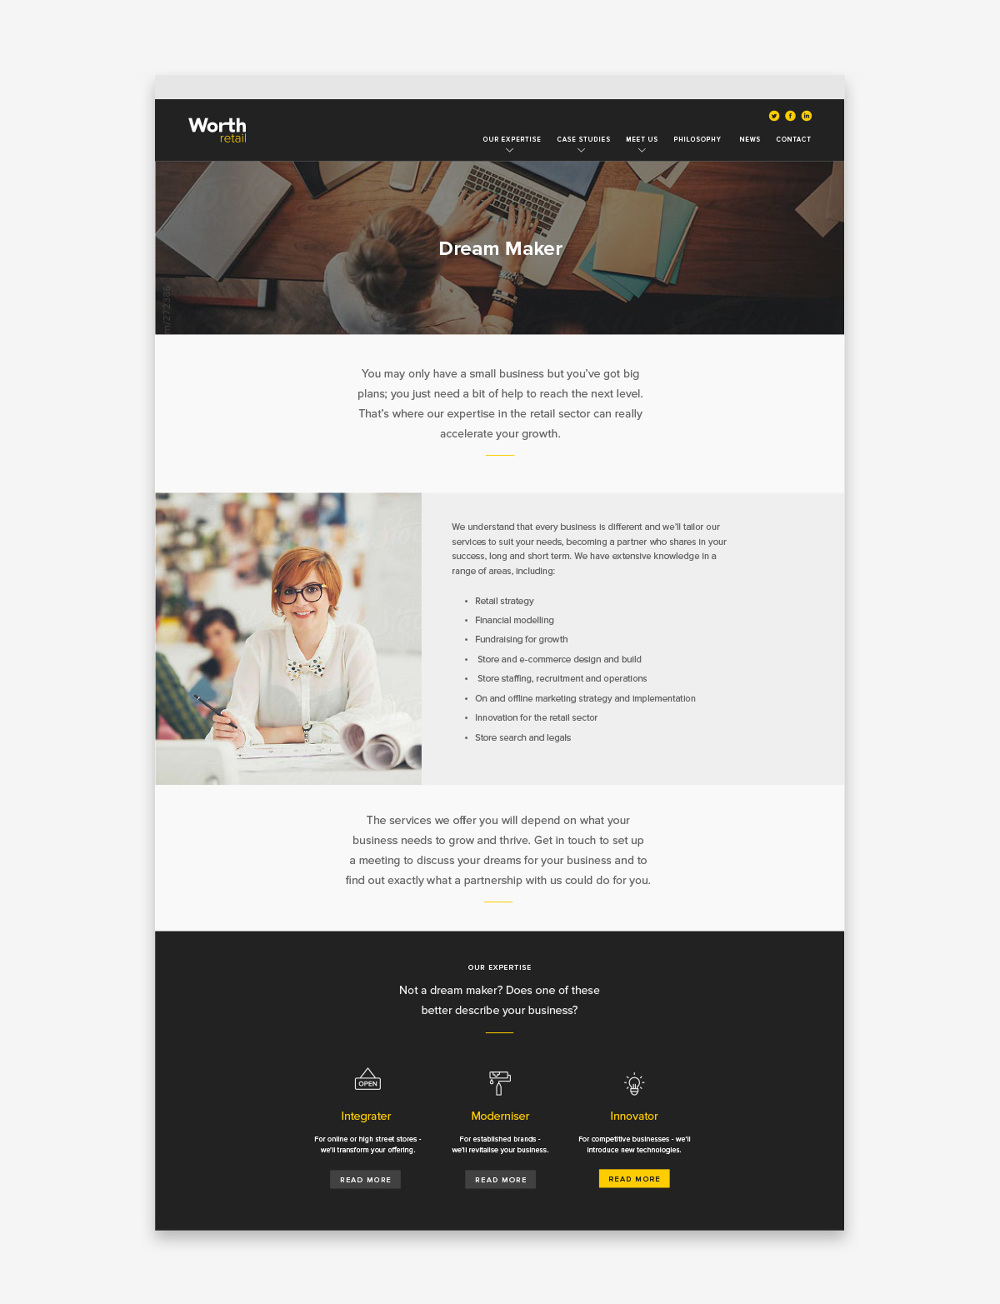 Worth
retail
OUR EXPERTISE CASE STUDIES MEET US PHILOSOPHY NEWS CONTACT
Dream Maker
You may only have a small business but you've got big
plans; you just need a bit of help to reach the next level.
That's where our expertise in the retail sector can really
accelerate your growth.
We understand that every business is different and we'll tailor our
services to suit your needs, becoming a partner who shares in your
success, long and short term. We have extensive knowledge in a
range of areas, including:
• Retail strategy
• Financial modelling
• Fundraising for growth
• Store and e-commerce design and build
• Store staffing, recruitment and operations
• On and offline marketing strategy and implementation
• Innovation for the retail sector
• Store search and legals
The services we offer you will depend on what your
business needs to grow and thrive. Get in touch to set up
a meeting to discuss your dreams for your business and to
find out exactly what a partnership with us could do for you.
OUR EXPERTISE
Not a dream maker? Does one of these
better describe your business?
OPEN
Integrater
For online or high street stores -
we'll transform your offering.
READ MORE
Moderniser
For established brands -
we'll revitalise your business.
READ MORE
Innovator
For competitive businesses - we'll
introduce new technologies.
READ MORE